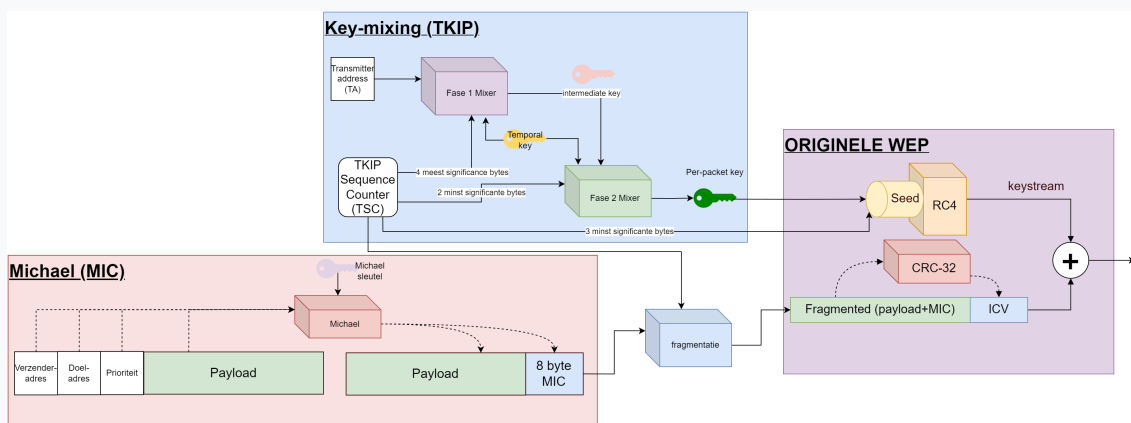 Key-mixing (TKIP)
Transmitter
address
(TA)
Fase 1 Mixer
intermediate key
Temporal
key
TKIP
Sequence
Counter
(TSC)
4 meest significance bytes
2 minst significante bytes
Fase 2 Mixer
Per-packet key
3 minst significante bytes
ORIGINELE WEP
Seed
RC4
keystream
CRC-32
+
Fragmented (payload+MIC)
ICV
Michael (MIC)
Michael
sleutel
Michael
fragmentatie
Verzender-
adres
Doel-
adres
Prioriteit
Payload
Payload
8 byte
MIC